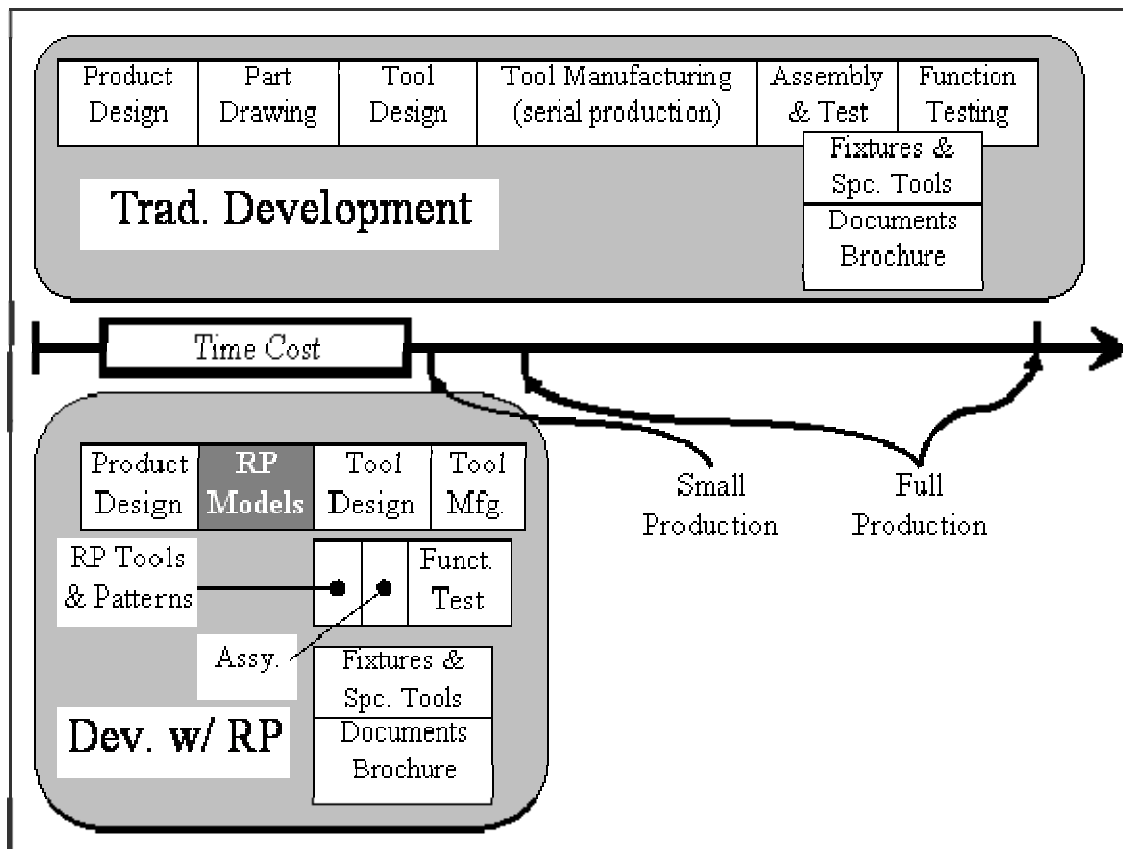 Product
Design
Part
Drawing
Tool
Design
Tool Manufacturing
(serial production)
Assembly
& Test
Function
Testing
Fixtures &
Spc. Tools
Documents
Brochure
Trad. Development
Time Cost
Product
Design
RP
Models
Tool
Design
Tool
Mfg.
Small
Production
Full
Production
RP Tools
& Patterns
Funct.
Test
Assy.
Fixtures &
Spc. Tools
Documents
Brochure
Dev. w/ RP